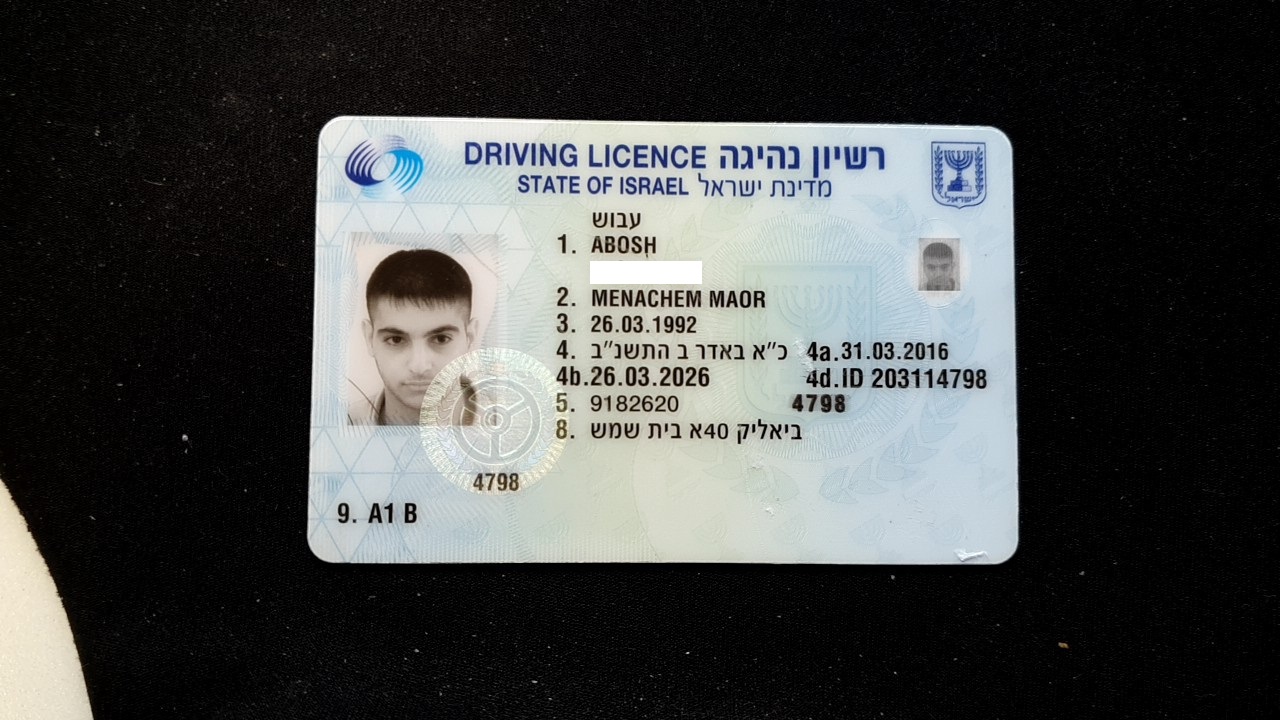 DRIVING LICENCE רשיון נהיגה
STATE OF ISRAEL מדינת ישראל
עבוש
1. ABOSH
2. MENACHEM MAOR
3. 26.03.1992
4. כ״א באדר ב התשנ״ב 4a. 31.03.2016
4b. 26.03.2026 4d. ID 203114798
5. 9182620 4798
8. ביאליק 40א בית שמש
4798
9. A1 B
ישראל